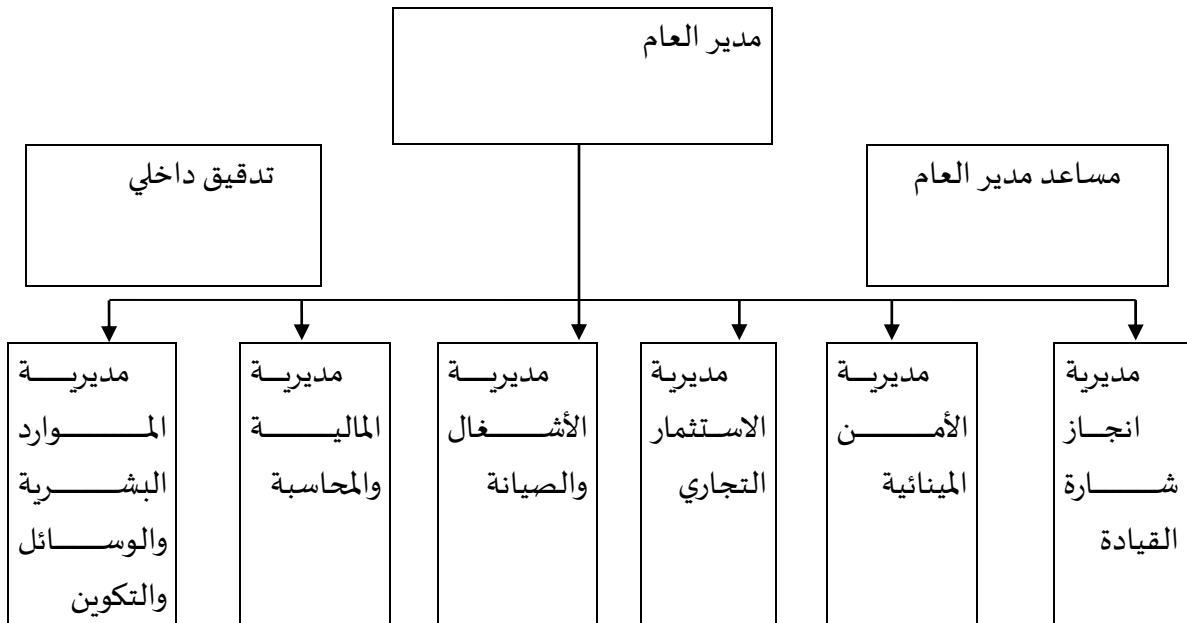 مدير العام
مساعد مدير العام
تدقيق داخلي
مديرية
انجاز
شارة
القيادة
مديرية
الأمن
المينائية
مديرية
الاستثمار
التجاري
مديرية
الأشغال
والصيانة
مديرية
المالية
والمحاسبة
مديرية
الموارد
البشرية
والوسائل
والتكوين